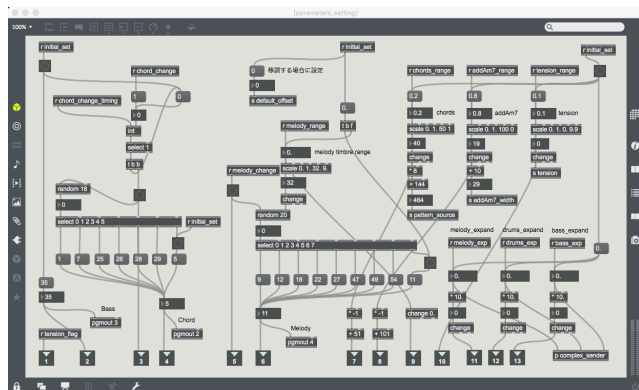 [parameters_setting]
100%
r initial_set
r initial_set
r initial_set
0
移調する場合に設定
r chord_change
r chords_range
r addAm7_range
r tension_range
1
0
0
s default_offset
0.
0.2
0.8
0.1
r chord_change_timing
0
r melody_range
t b f
0.2
chords
0.8
addAm7
0.1
tension
int
scale 0. 1. 50 1
scale 0. 1. 100 0
scale 0. 1. 0. 9.9
select 1
0.
melody timbre range
40
19
0
t b b
r melody_change
scale 0. 1. 32. 9.
change
change
change
random 18
32
* 8
+ 10
s tension
0
change
+ 144
29
464
s addAm7_width
select 0 1 2 3 4 5
r initial_set
random 20
s pattern_source
0
melody_expand
drums_expand
bass_expand
select 0 1 2 3 4 5 6 7
r melody_exp
r drums_exp
r bass_exp
0.
1
7
25
26
28
29
5
9
12
18
22
27
47
49
54
11
0.
0.
0.
35
* 10.
* 10.
* 10.
35
5
11
* -1
* -1
change 0.
0.
0.
0.
Bass
Chord
Melody
pgmout 3
pgmout 2
pgmout 4
+ 51
+ 101
change
change
change
r tension_flag
p complex_sender
1
2
3
4
5
6
7
8
9
10
11
12
13